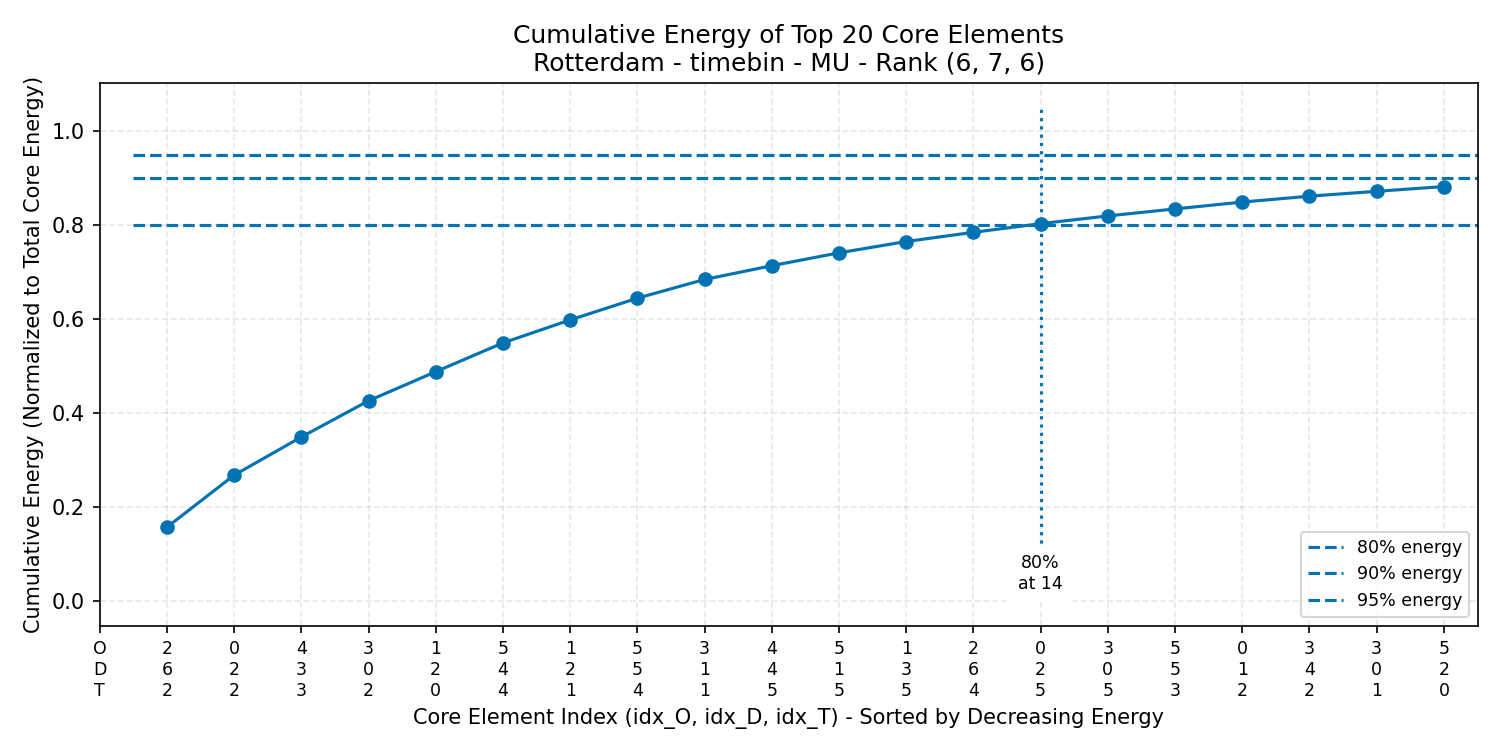 Cumulative Energy of Top 20 Core Elements
Rotterdam - timebin - MU - Rank (6, 7, 6)
Cumulative Energy (Normalized to Total Core Energy)
1.0
0.8
0.6
0.4
0.2
0.0
80%
at 14
80% energy
90% energy
95% energy
O 2 0 4 3 1 5 1 5 3 4 5 1 2 0 3 5 0 3 3 5
D 6 2 3 0 2 4 2 5 1 4 1 3 6 2 0 5 1 4 0 2
T 2 2 3 2 0 4 1 4 1 5 5 5 4 5 5 3 2 2 1 0
Core Element Index (idx_O, idx_D, idx_T) - Sorted by Decreasing Energy